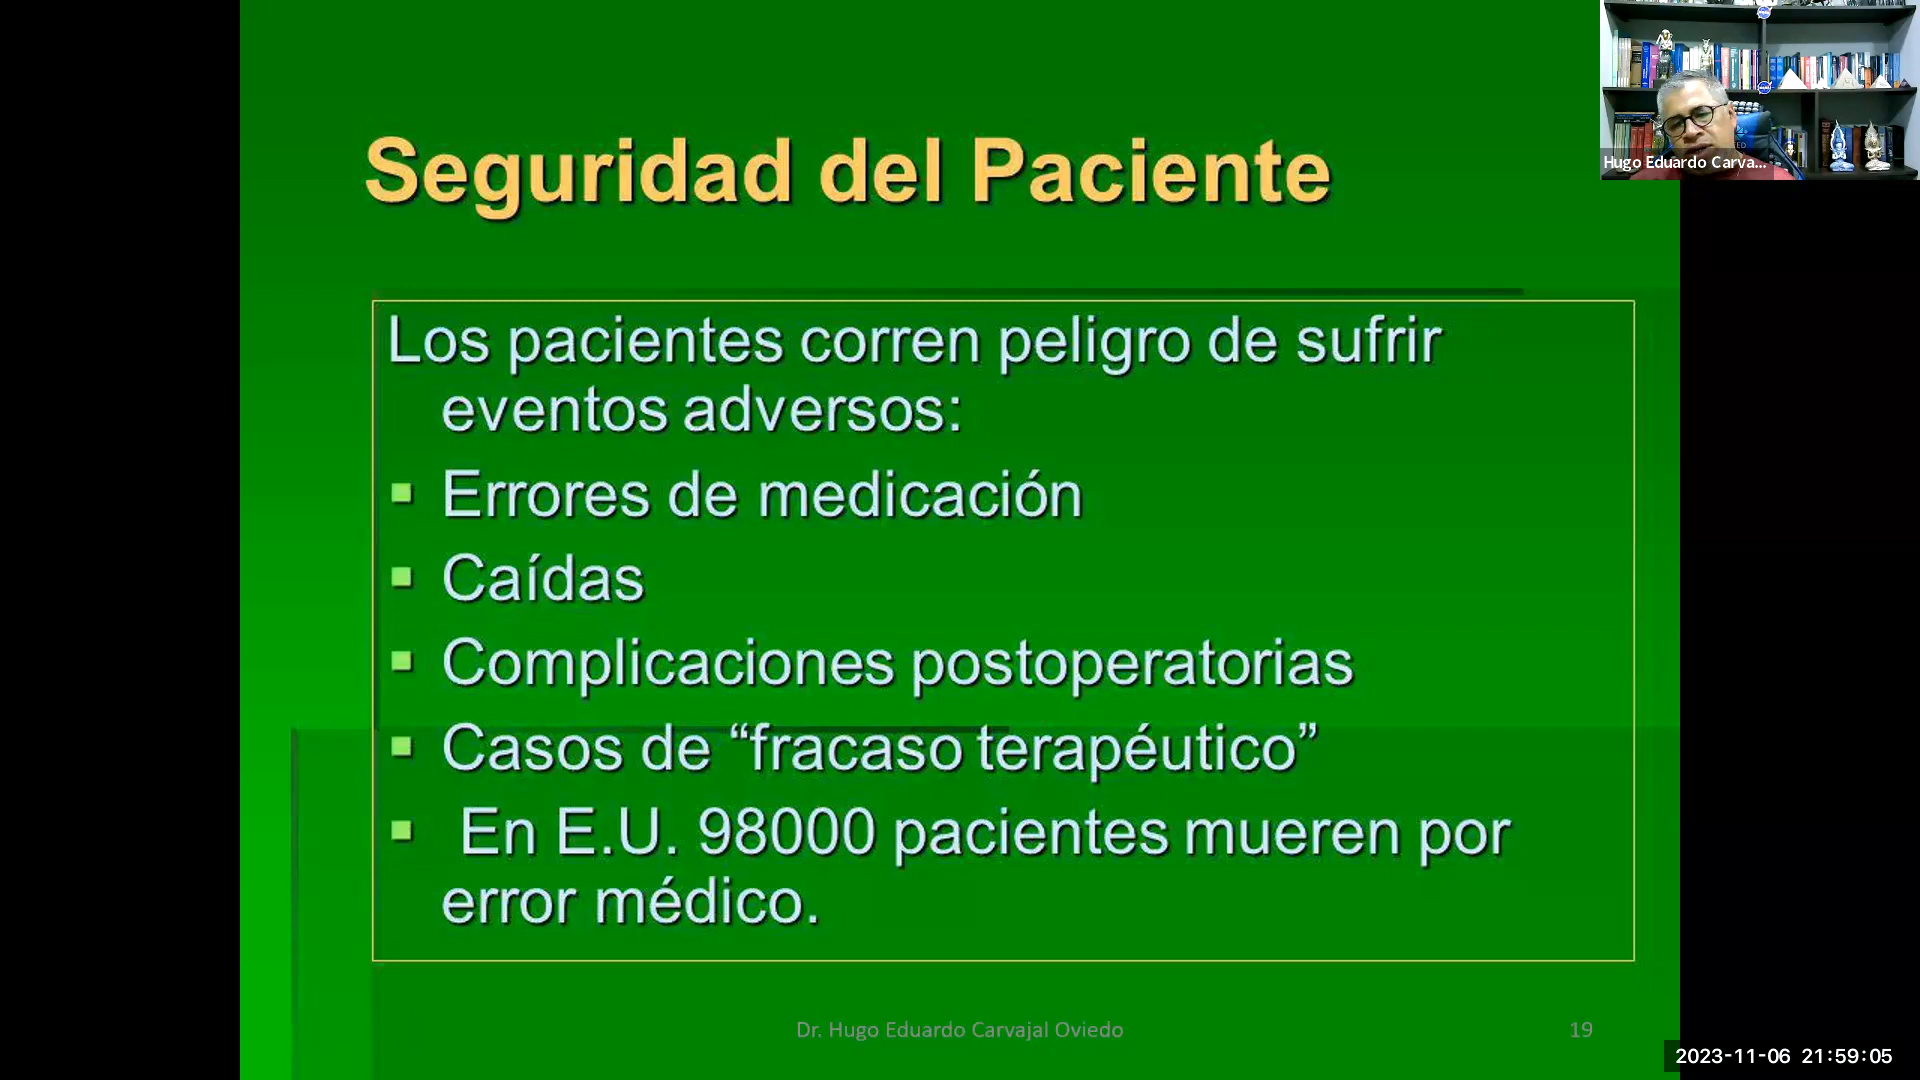 Seguridad del Paciente
Hugo Eduardo Carva...
Los pacientes corren peligro de sufrir
eventos adversos:
▪ Errores de medicación
▪ Caídas
▪ Complicaciones postoperatorias
▪ Casos de “fracaso terapéutico”
▪ En E.U. 98000 pacientes mueren por
error médico.
Dr. Hugo Eduardo Carvajal Oviedo
19
2023-11-06 21:59:05